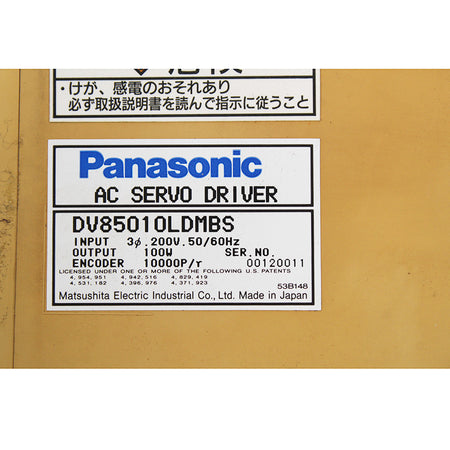 ・けが、感電のおそれあり
必ず取扱説明書を読んで指示に従うこと
Panasonic
AC SERVO DRIVER
DV85010LDMBS
INPUT 3ø.200V.50/60Hz
OUTPUT 100W SER.NO.
ENCODER 10000P/r 00120011
LICENSED UNDER ONE OR MORE OF THE FOLLOWING U.S. PATENTS
4,954,951 4,942,516 4,829,419
4,531,182 4,396,976 4,371,923
53B148
Matsushita Electric Industrial Co., Ltd. Made in Japan